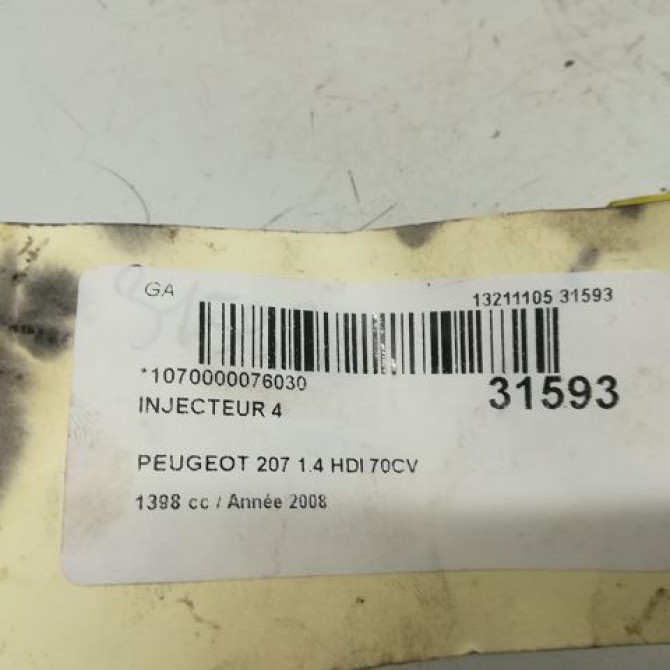 GA
13211105 31593
*1070000076030
31593
INJECTEUR 4
PEUGEOT 207 1.4 HDI 70CV
1398 cc / Année 2008